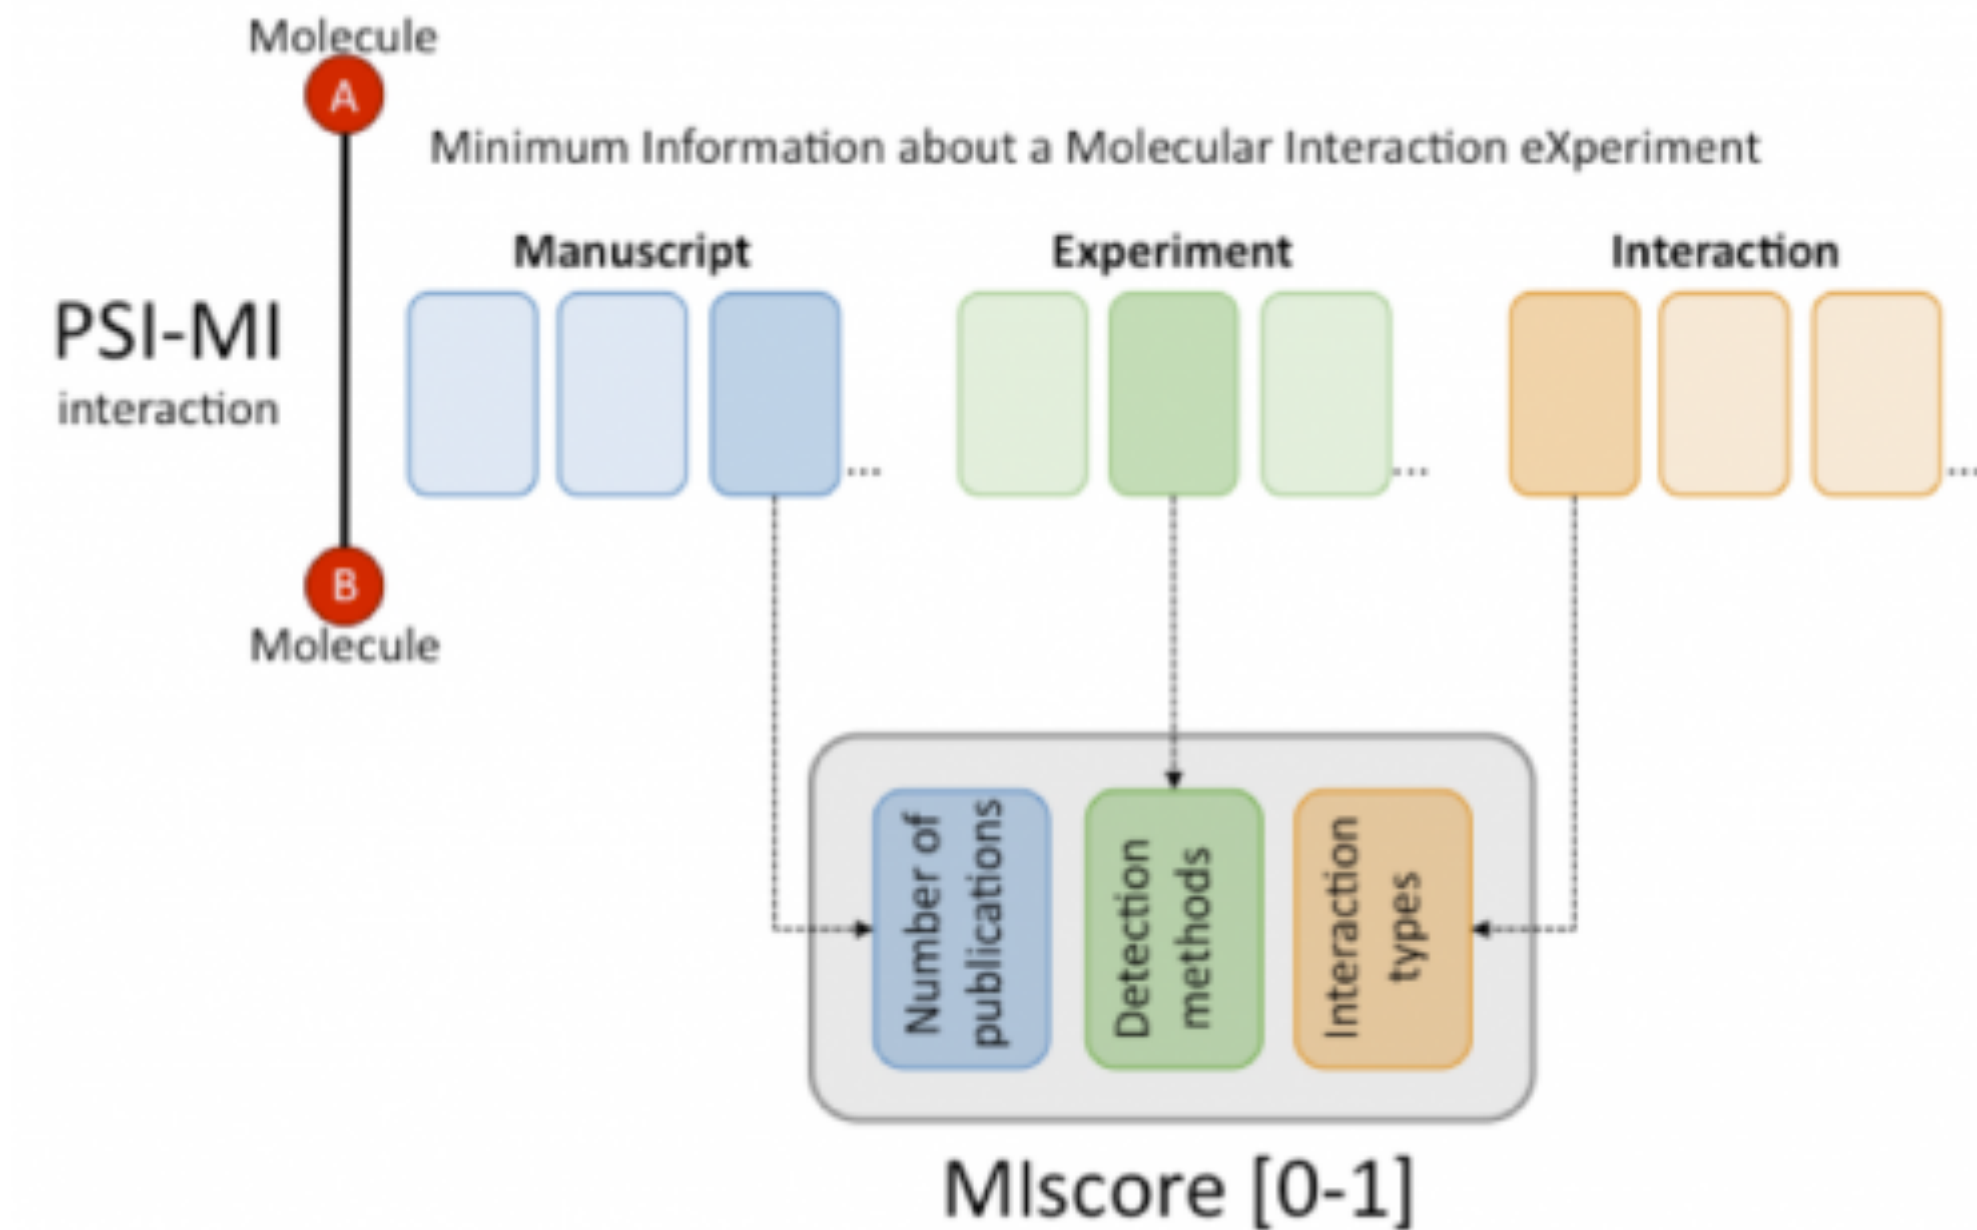 Molecule
A
Minimum Information about a Molecular Interaction eXperiment
Manuscript
Experiment
Interaction
PSI-MI
interaction
...
...
...
B
Molecule
Number of
publications
Detection
methods
Interaction
types
MIscore [0-1]